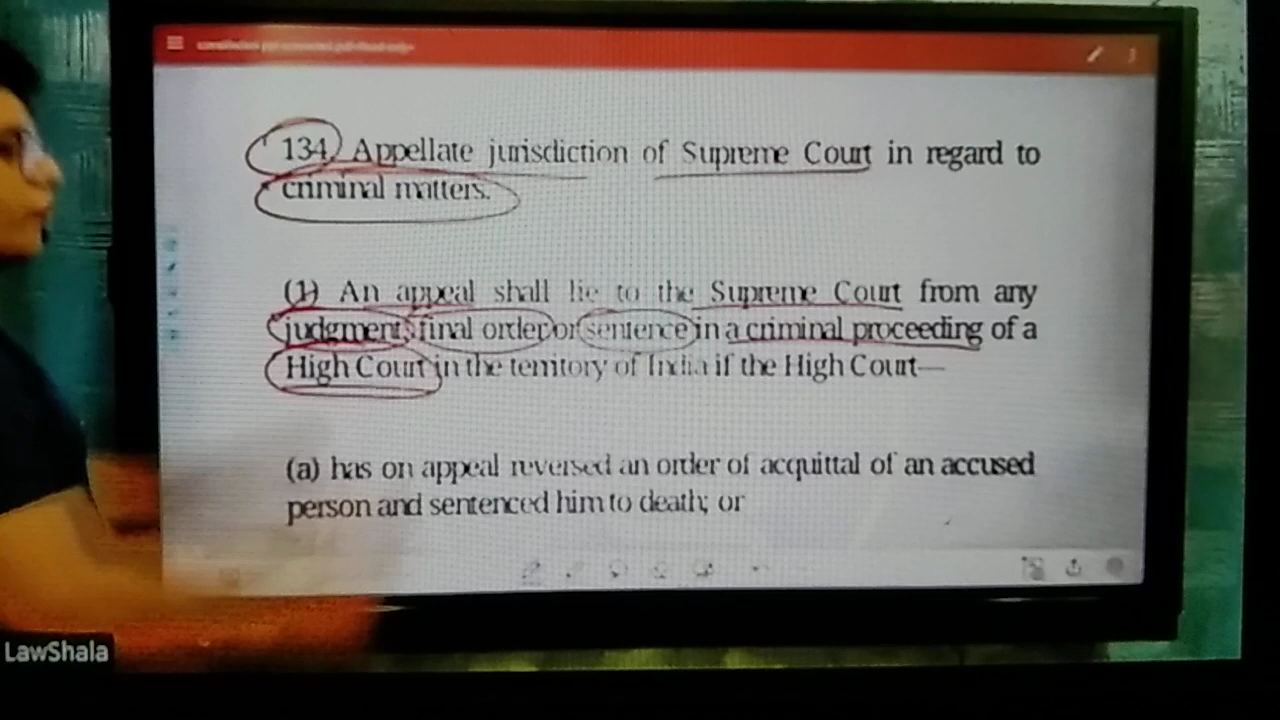 134. Appellate jurisdiction of Supreme Court in regard to
criminal matters.
(1) An appeal shall lie to the Supreme Court from any
judgment, final order or sentence in a criminal proceeding of a
High Court in the territory of India if the High Court—
(a) has on appeal reversed an order of acquittal of an accused
person and sentenced him to death; or
LawShala